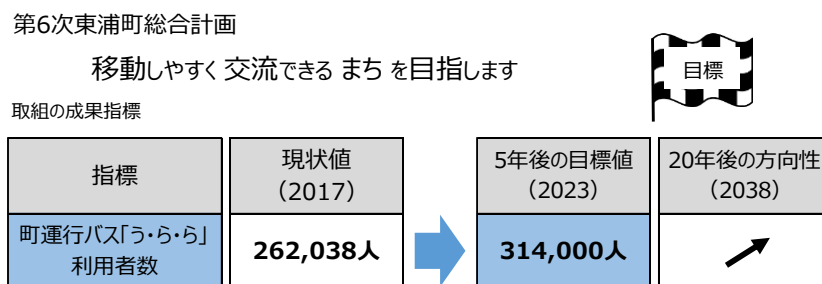 第6次東浦町総合計画
移動しやすく 交流できる まち を目指します
目標
取組の成果指標
指標
現状値
（2017）
5年後の目標値
（2023）
20年後の方向性
（2038）
町運行バス「う・ら・ら」
利用者数
262,038人
314,000人